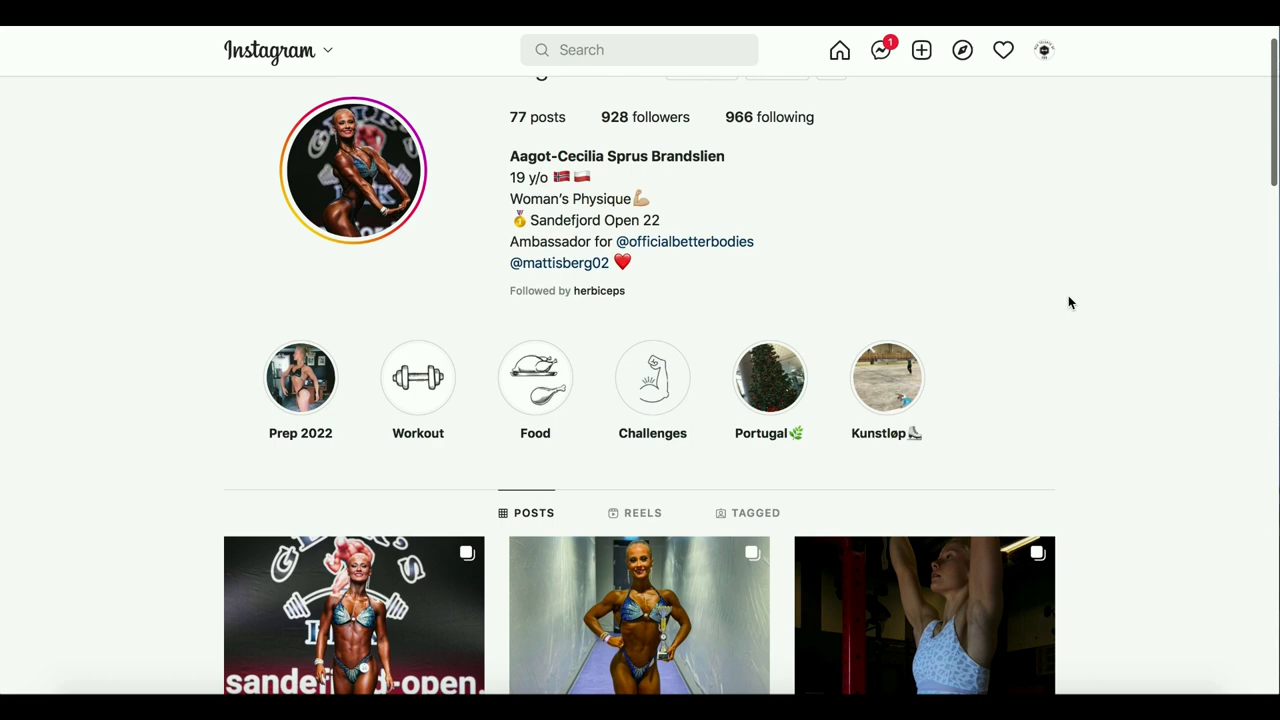 Instagram
Search
1
77 posts 928 followers 966 following
Aagot-Cecilia Sprus Brandslien
19 y/o 🇳🇴 🇵🇱
Woman's Physique💪🏼
🥇Sandefjord Open 22
Ambassador for @officialbetterbodies
@mattisberg02 ❤️
Followed by herbiceps
Prep 2022 Workout Food Challenges Portugal🌿 Kunstløp⛸️
POSTS REELS TAGGED